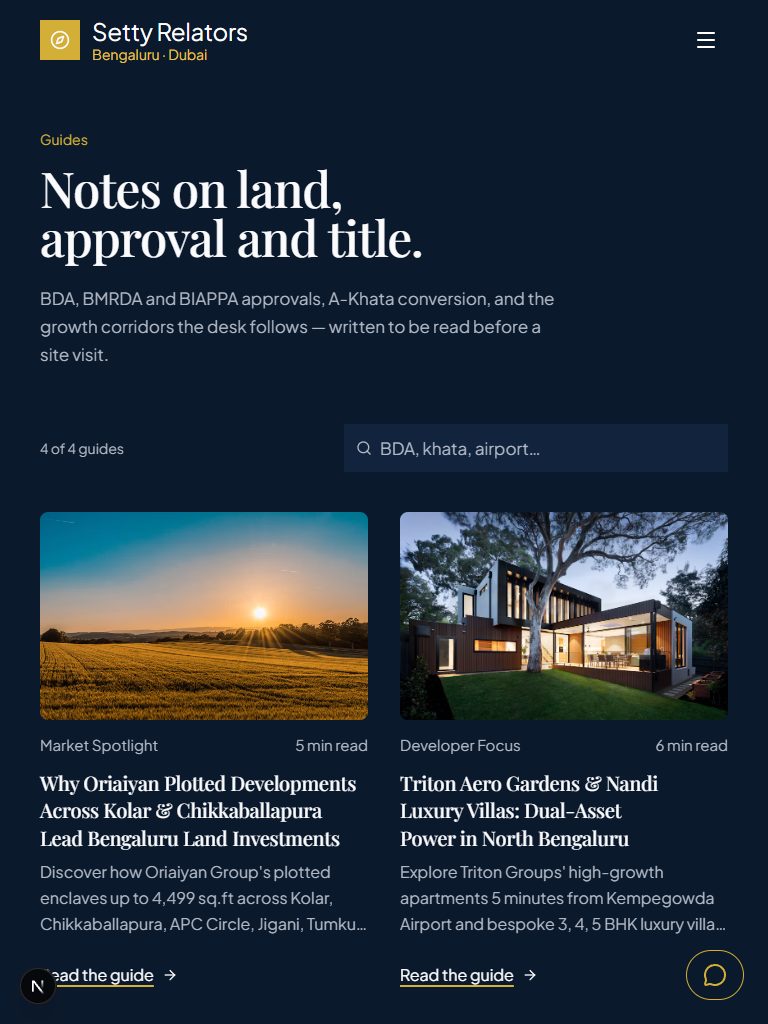 Setty Relators
Bengaluru · Dubai
Guides
Notes on land,
approval and title.
BDA, BMRDA and BIAPPA approvals, A-Khata conversion, and the
growth corridors the desk follows — written to be read before a
site visit.
4 of 4 guides
BDA, khata, airport…
Market Spotlight
5 min read
Why Oriaiyan Plotted Developments
Across Kolar & Chikkaballapura
Lead Bengaluru Land Investments
Discover how Oriaiyan Group's plotted
enclaves up to 4,499 sq.ft across Kolar,
Chikkaballapura, APC Circle, Jigani, Tumku…
Read the guide
Developer Focus
6 min read
Triton Aero Gardens & Nandi
Luxury Villas: Dual-Asset
Power in North Bengaluru
Explore Triton Groups' high-growth
apartments 5 minutes from Kempegowda
Airport and bespoke 3, 4, 5 BHK luxury villa…
Read the guide
N